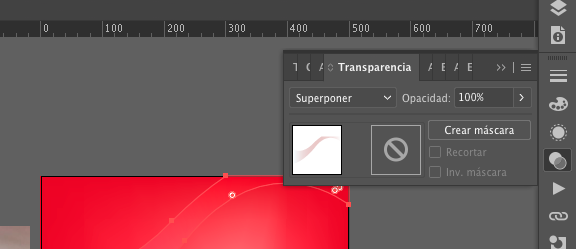 0 100 200 300 400 500 600 700
T C A Transparencia A E A E
Superponer Opacidad: 100%
Crear máscara
Recortar
Inv. máscara